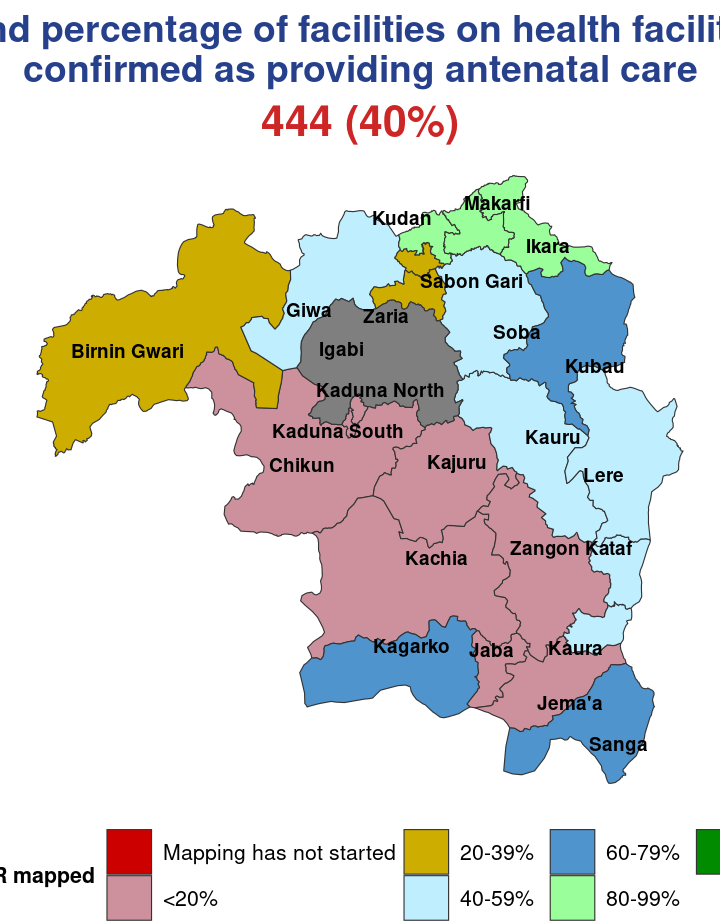 percentage of facilities on health
confirmed as providing antenatal care
444 (40%)
Makarfi
Kudan
Ikara
Sabon Gari
Giwa
Zaria
Soba
Birnin Gwari
Igabi
Kubau
Kaduna North
Kaduna South
Kauru
Chikun
Kajuru
Lere
Zangon Kataf
Kachia
Kagarko
Jaba
Kaura
Jema'a
Sanga
mapped
Mapping has not started
20-39%
60-79%
<20%
40-59%
80-99%